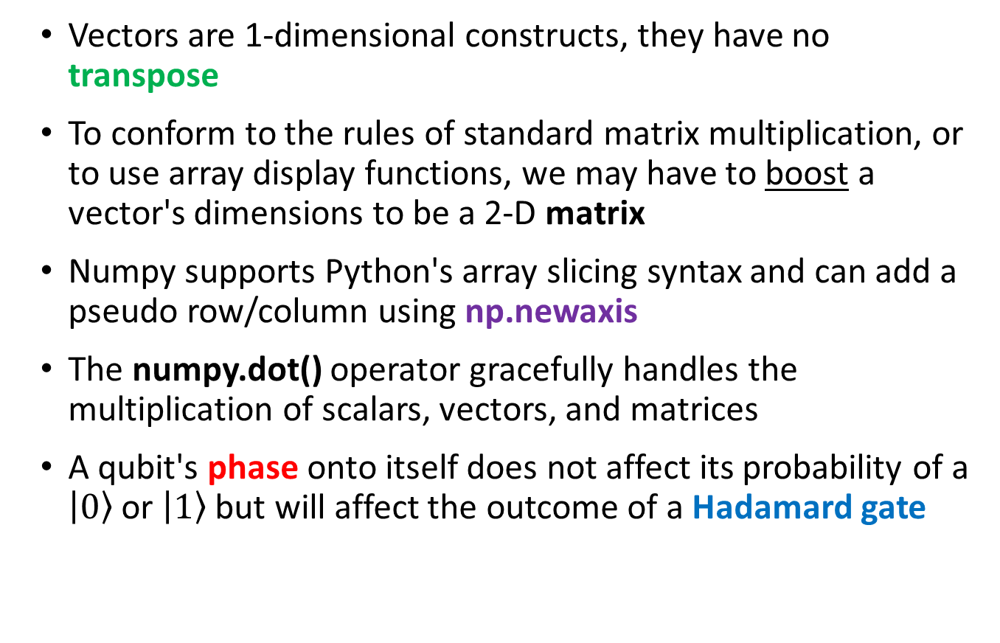 • Vectors are 1-dimensional constructs, they have no
transpose
• To conform to the rules of standard matrix multiplication, or
to use array display functions, we may have to boost a
vector's dimensions to be a 2-D matrix
• Numpy supports Python's array slicing syntax and can add a
pseudo row/column using np.newaxis
• The numpy.dot() operator gracefully handles the
multiplication of scalars, vectors, and matrices
• A qubit's phase onto itself does not affect its probability of a
|0⟩ or |1⟩ but will affect the outcome of a Hadamard gate